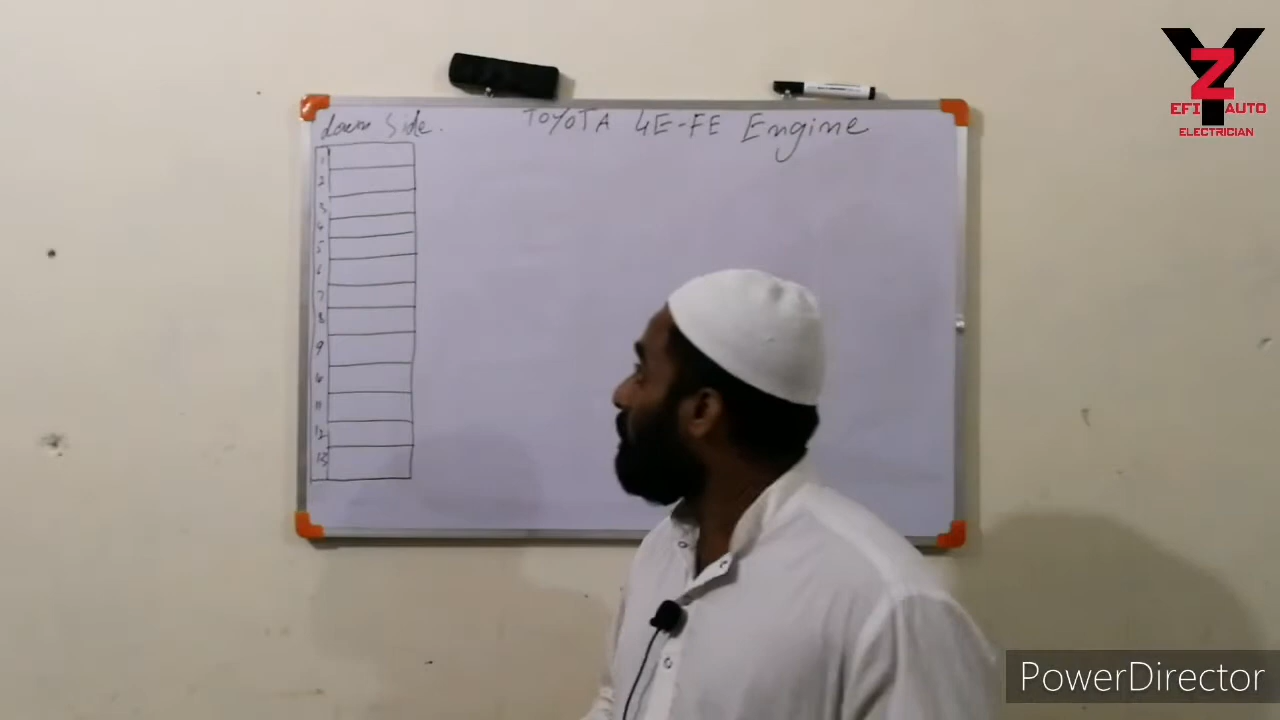 TOYOTA 4E-FE Engine
Down Side.
1
2
3
4
5
6
7
8
9
10
11
12
13
YZ
EFI AUTO
ELECTRICIAN
PowerDirector